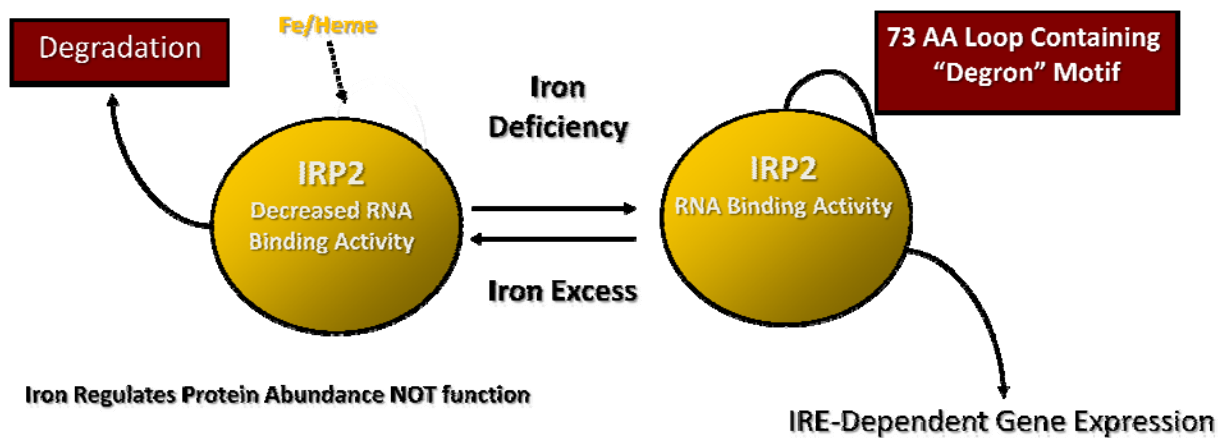 Degradation
Fe/Heme
73 AA Loop Containing
“Degron” Motif
Iron
Deficiency
IRP2
Decreased RNA
Binding Activity
IRP2
RNA Binding Activity
Iron Excess
Iron Regulates Protein Abundance NOT function
IRE-Dependent Gene Expression